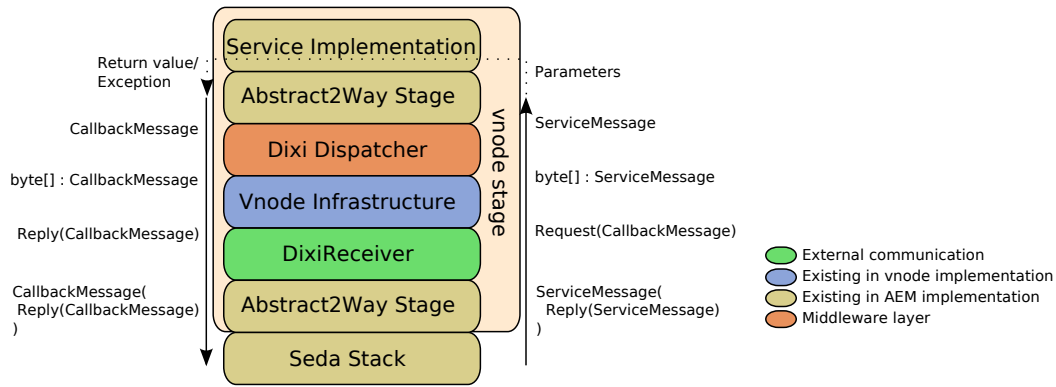 Service Implementation
Return value/
Exception
Parameters
Abstract2Way Stage
CallbackMessage
ServiceMessage
Dixi Dispatcher
byte[] : CallbackMessage
byte[] : ServiceMessage
Vnode Infrastructure
vnode stage
Reply(CallbackMessage)
Request(CallbackMessage)
DixiReceiver
CallbackMessage(
Reply(CallbackMessage)
)
ServiceMessage(
Reply(ServiceMessage)
)
Abstract2Way Stage
Seda Stack
External communication
Existing in vnode implementation
Existing in AEM implementation
Middleware layer